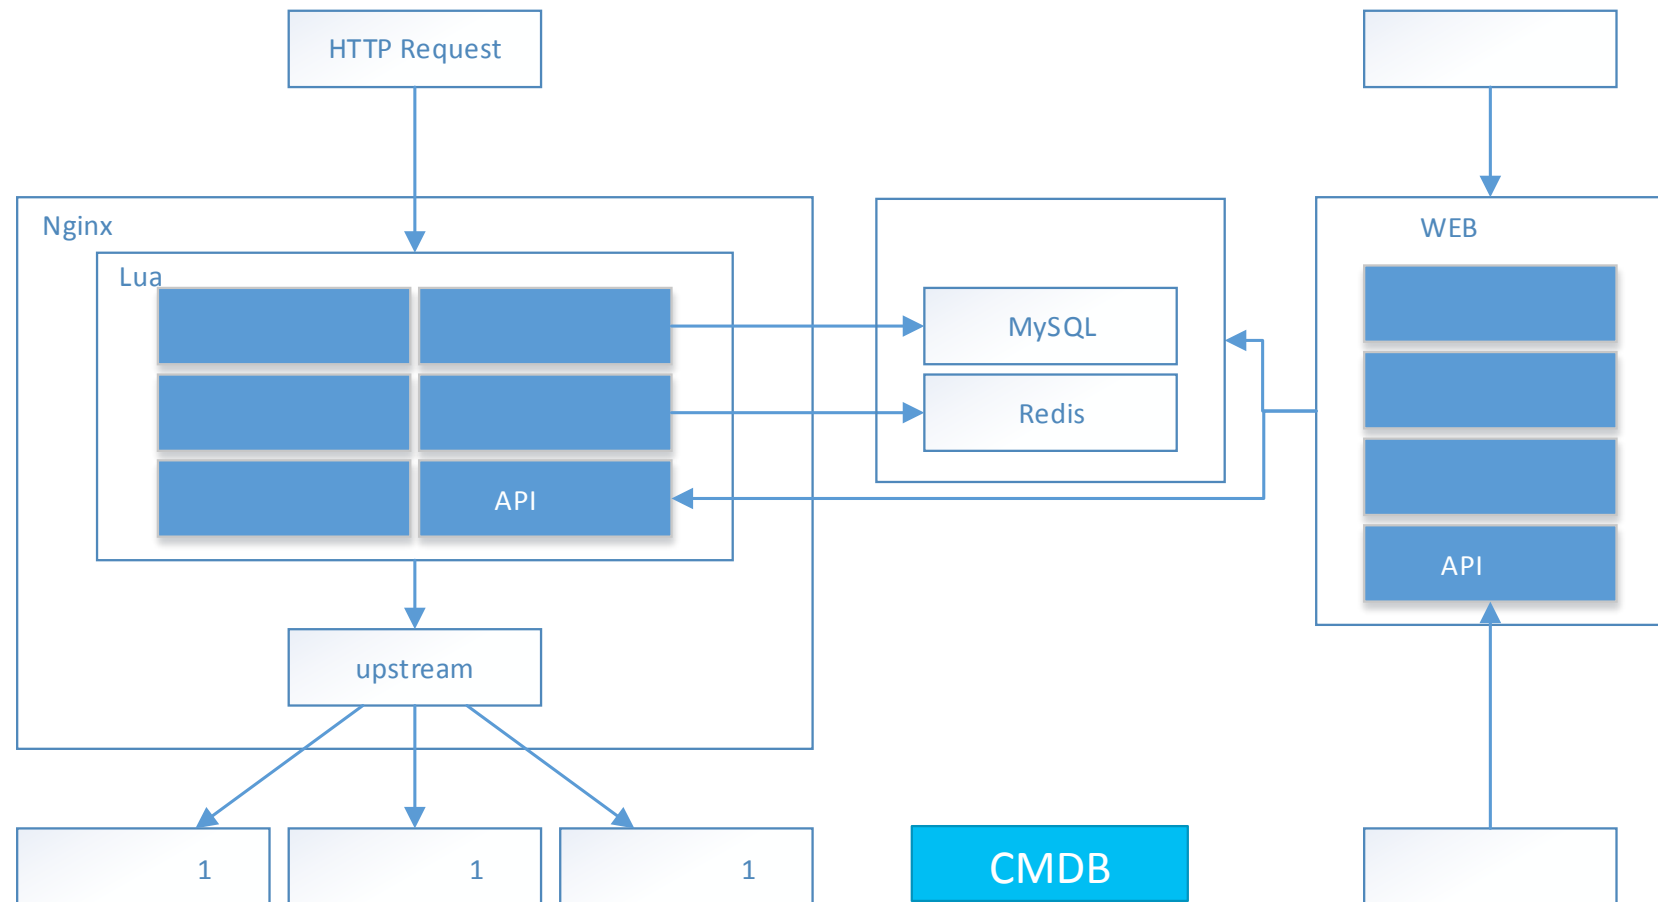 HTTP Request
Nginx
WEB
Lua
MySQL
Redis
API
API
upstream
1
1
1
CMDB